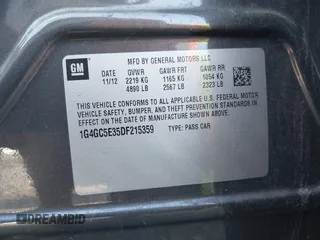 GM
MFD BY GENERAL MOTORS LLC
DATE GVWR GAWR FRT GAWR RR
11/12 2219 KG 1165 KG 1054 KG
4890 LB 2567 LB 2323 LB
THIS VEHICLE CONFORMS TO ALL APPLICABLE U.S. FEDERAL MOTOR
VEHICLE SAFETY, BUMPER, AND THEFT PREVENTION STANDARDS
IN EFFECT ON THE DATE OF MANUFACTURE SHOWN ABOVE.
1G4GC5E35DF215359 TYPE: PASS CAR
DREAMBID